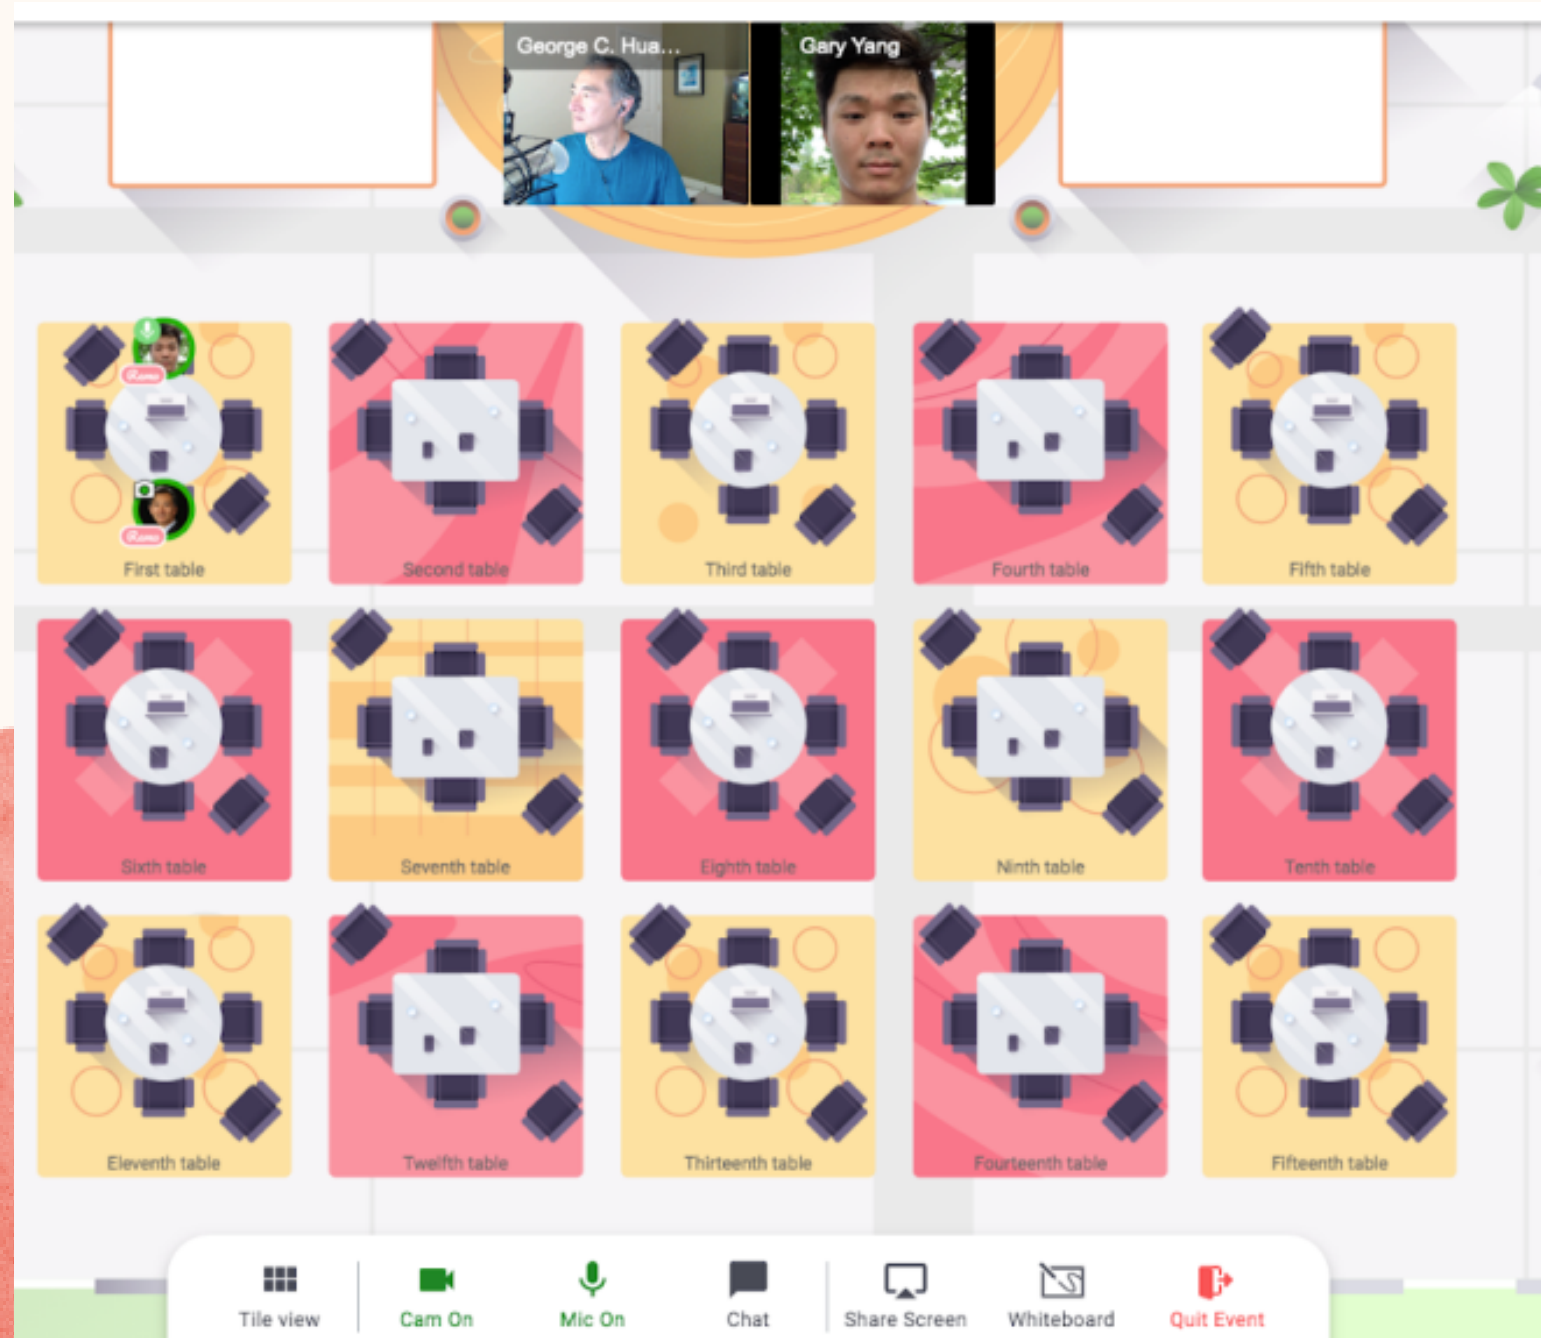 George C. Hua...
Gary Yang
Remo
Remo
First table
Second table
Third table
Fourth table
Fifth table
Sixth table
Seventh table
Eighth table
Ninth table
Tenth table
Eleventh table
Twelfth table
Thirteenth table
Fourteenth table
Fifteenth table
Tile view
Cam On
Mic On
Chat
Share Screen
Whiteboard
Quit Event